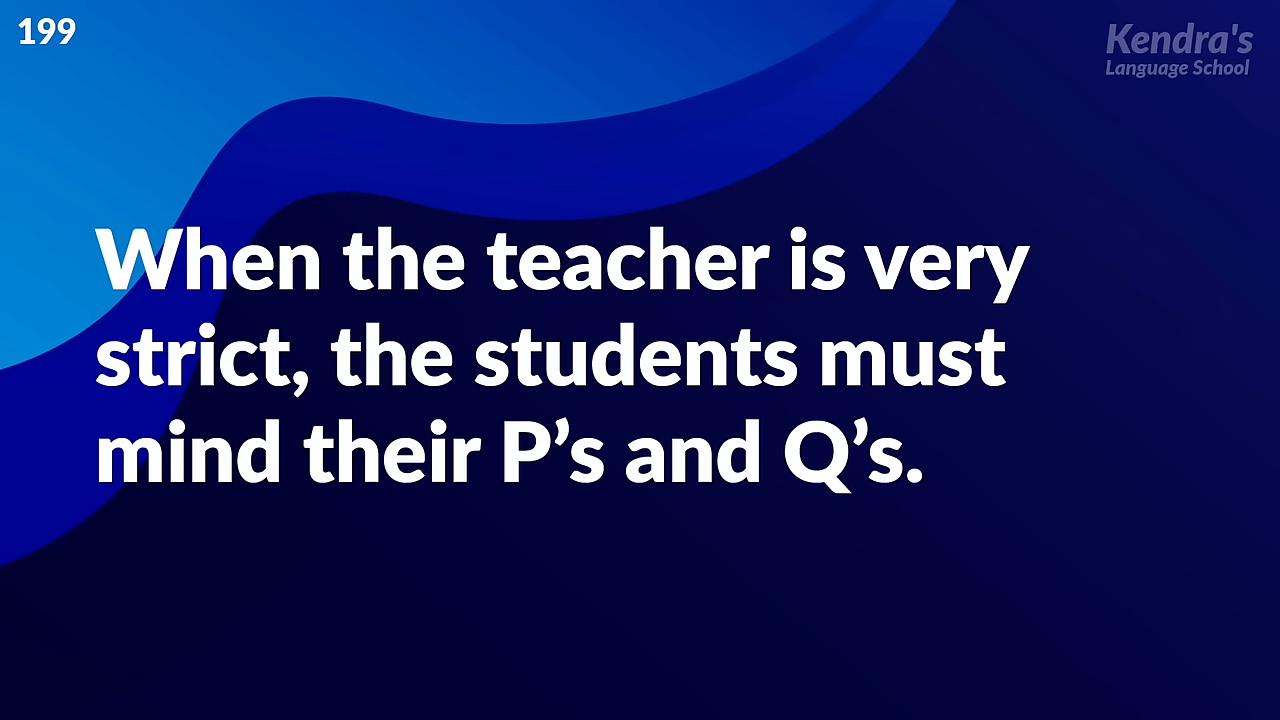 199
Kendra's
Language School
When the teacher is very
strict, the students must
mind their P’s and Q’s.